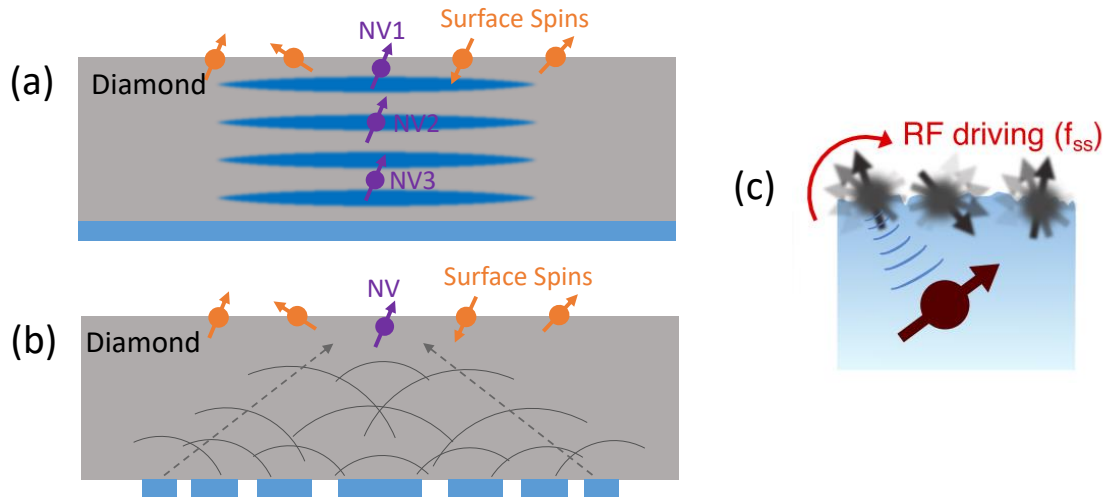 (a)
Diamond
NV1
Surface Spins
NV2
NV3
(b)
Diamond
NV
Surface Spins
(c)
RF driving (fss)